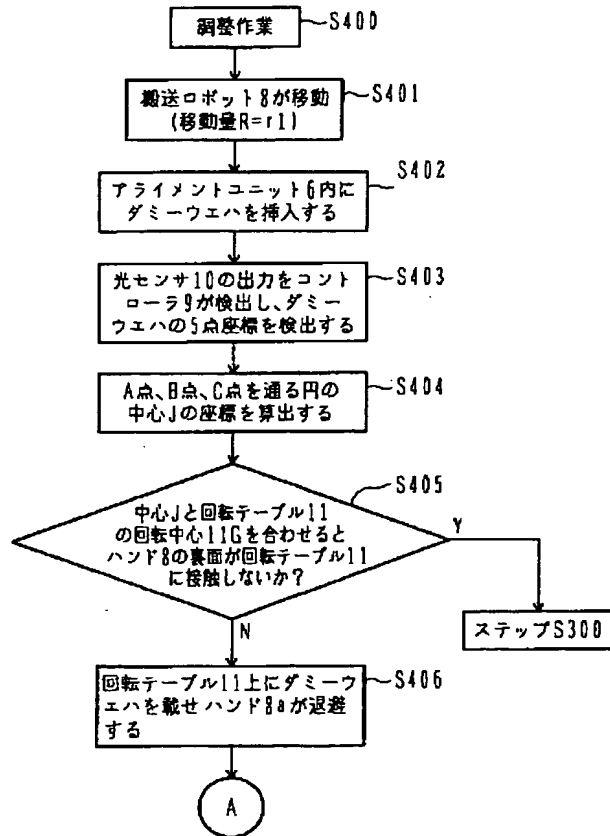 調整作業
S400
搬送ロボット8が移動
(移動量R=r1)
S401
アライメントユニット6内に
ダミーウエハを挿入する
S402
光センサ10の出力をコント
ローラ9が検出し、ダミー
ウエハの5点座標を検出する
S403
A点、B点、C点を通る円の
中心Jの座標を算出する
S404
中心Jと回転テーブル11
の回転中心11Gを合わせると
ハンド8の裏面が回転テーブル11
に接触しないか?
S405
Y
ステップS300
N
回転テーブル11上にダミーウ
エハを載せハンド8aが退避
する
S406
A